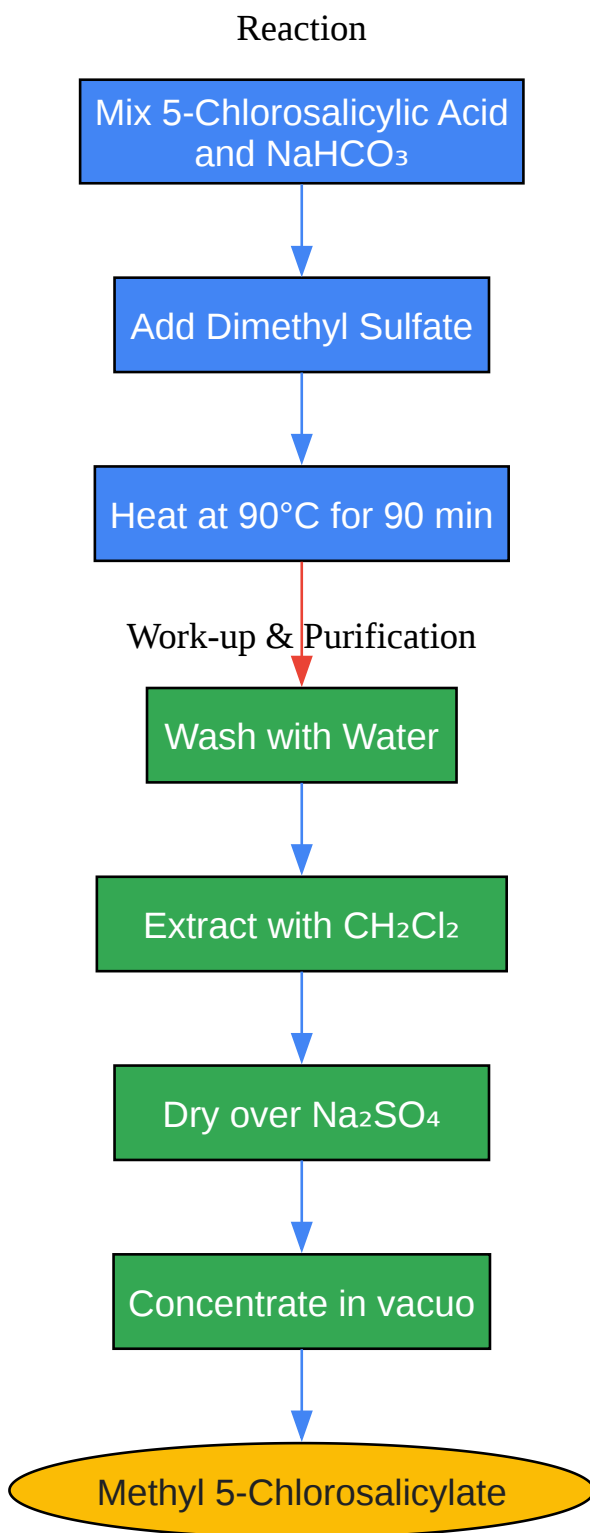 Reaction
Mix 5-Chlorosalicylic Acid
and NaHCO₃
Add Dimethyl Sulfate
Heat at 90°C for 90 min
Work-up & Purification
Wash with Water
Extract with CH₂Cl₂
Dry over Na₂SO₄
Concentrate in vacuo
Methyl 5-Chlorosalicylate